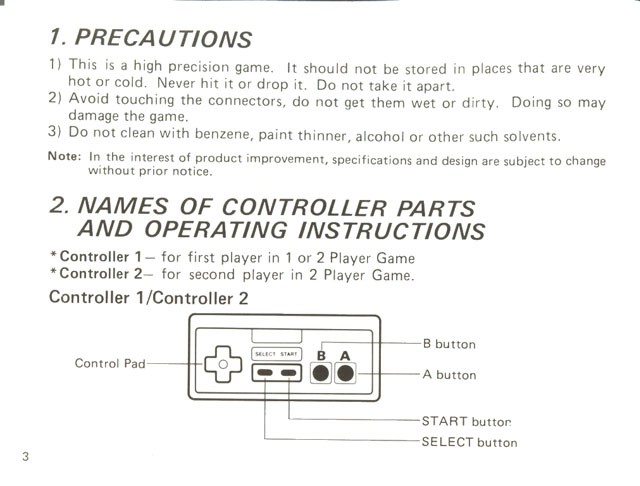 1. PRECAUTIONS
1) This is a high precision game. It should not be stored in places that are very
hot or cold. Never hit it or drop it. Do not take it apart.
2) Avoid touching the connectors, do not get them wet or dirty. Doing so may
damage the game.
3) Do not clean with benzene, paint thinner, alcohol or other such solvents.
Note: In the interest of product improvement, specifications and design are subject to change
without prior notice.
2. NAMES OF CONTROLLER PARTS
AND OPERATING INSTRUCTIONS
*Controller 1— for first player in 1 or 2 Player Game
*Controller 2— for second player in 2 Player Game.
Controller 1/Controller 2
B button
SELECT START B A
Control Pad
A button
START button
SELECT button
3